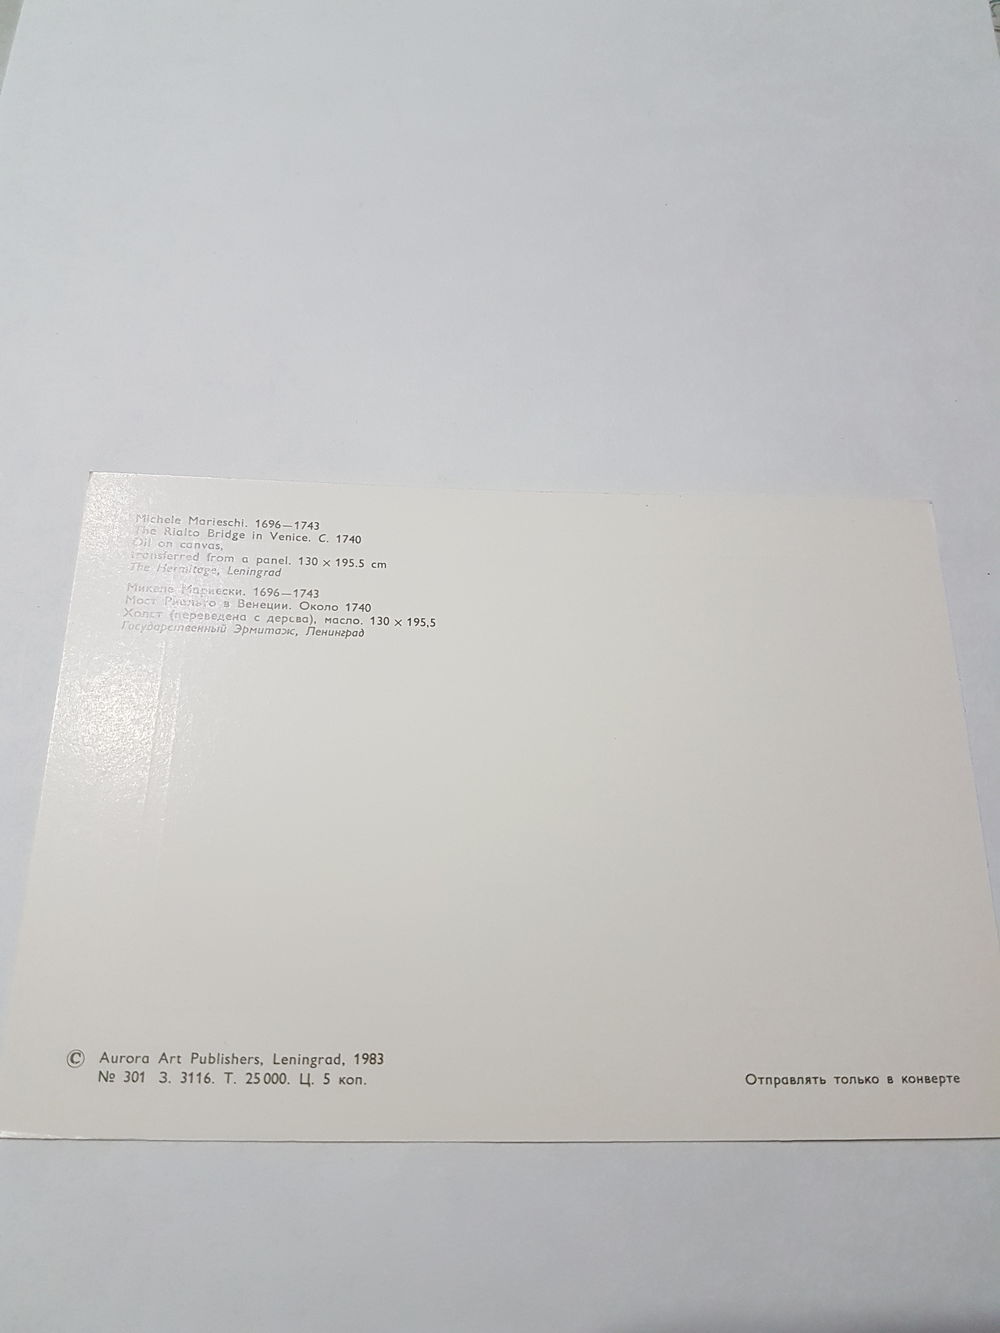 Michele Marieschi. 1696—1743
The Rialto Bridge in Venice. C. 1740
Oil on canvas,
transferred from a panel. 130 × 195.5 cm
The Hermitage, Leningrad
Микеле Мариески. 1696—1743
Мост Риальто в Венеции. Около 1740
Холст (переведена с дерева), масло. 130 × 195,5
Государственный Эрмитаж, Ленинград
© Aurora Art Publishers, Leningrad, 1983
№ 301 З. 3116. Т. 25 000. Ц. 5 коп.
Отправлять только в конверте